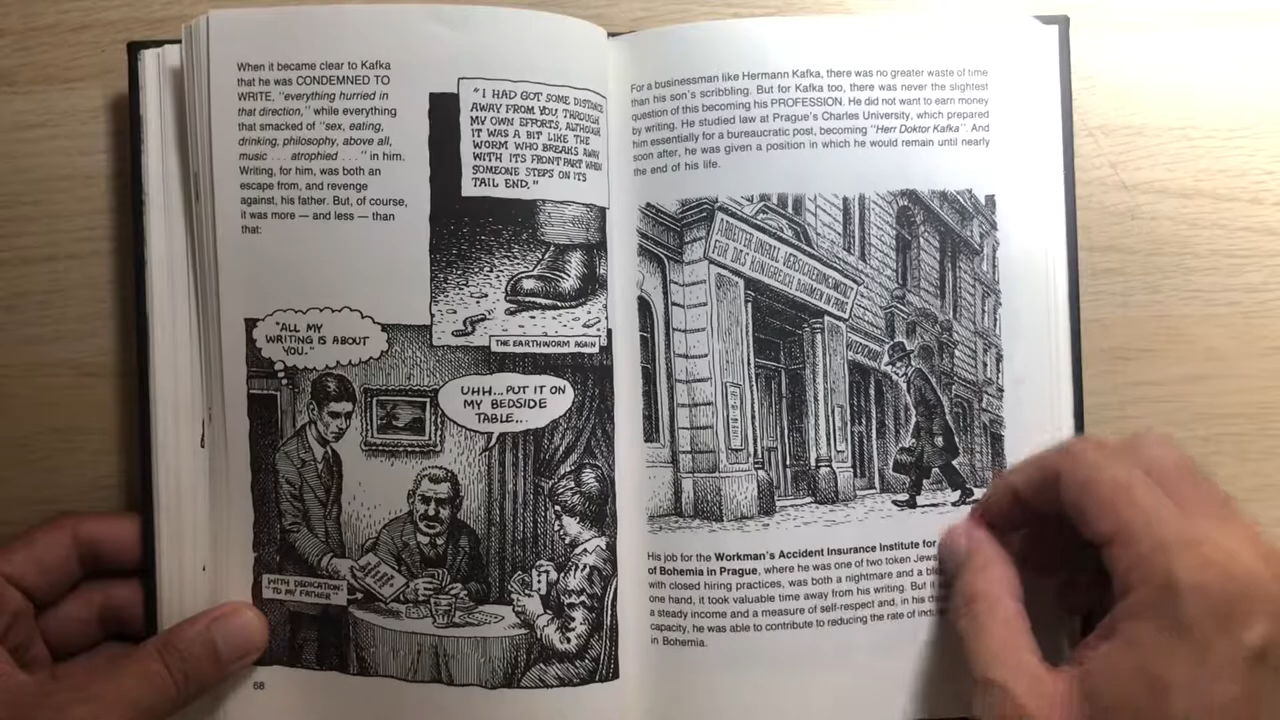 When it became clear to Kafka
that he was CONDEMNED TO
WRITE, "everything hurried in
that direction," while everything
that smacked of "sex, eating,
drinking, philosophy, above all,
music . . . atrophied . . . " in him.
Writing, for him, was both an
escape from, and revenge
against, his father. But, of course,
it was more — and less — than
that:
"I HAD GOT SOME DISTANCE
AWAY FROM YOU, THROUGH
MY OWN EFFORTS, ALTHOUGH
IT WAS A BIT LIKE THE
WORM WHO BREAKS AWAY
WITH ITS FRONT PART WHEN
SOMEONE STEPS ON ITS
TAIL END."
THE EARTHWORM AGAIN
"ALL MY
WRITING IS ABOUT
YOU."
UHH...PUT IT ON
MY BEDSIDE
TABLE...
WITH DEDICATION:
"TO MY FATHER"
68
For a businessman like Hermann Kafka, there was no greater waste of time
than his son's scribbling. But for Kafka too, there was never the slightest
question of this becoming his PROFESSION. He did not want to earn money
by writing. He studied law at Prague's Charles University, which prepared
him essentially for a bureaucratic post, becoming "Herr Doktor Kafka". And
soon after, he was given a position in which he would remain until nearly
the end of his life.
ARBEITER-UNFALL-VERSICHERUNGSANSTALT
FÜR DAS KÖNIGREICH BÖHMEN IN PRAG
His job for the Workman's Accident Insurance Institute for
of Bohemia in Prague, where he was one of two token Jews
with closed hiring practices, was both a nightmare and a
one hand, it took valuable time away from his writing. But it
a steady income and a measure of self-respect and, in his
capacity, he was able to contribute to reducing the rate of
in Bohemia.